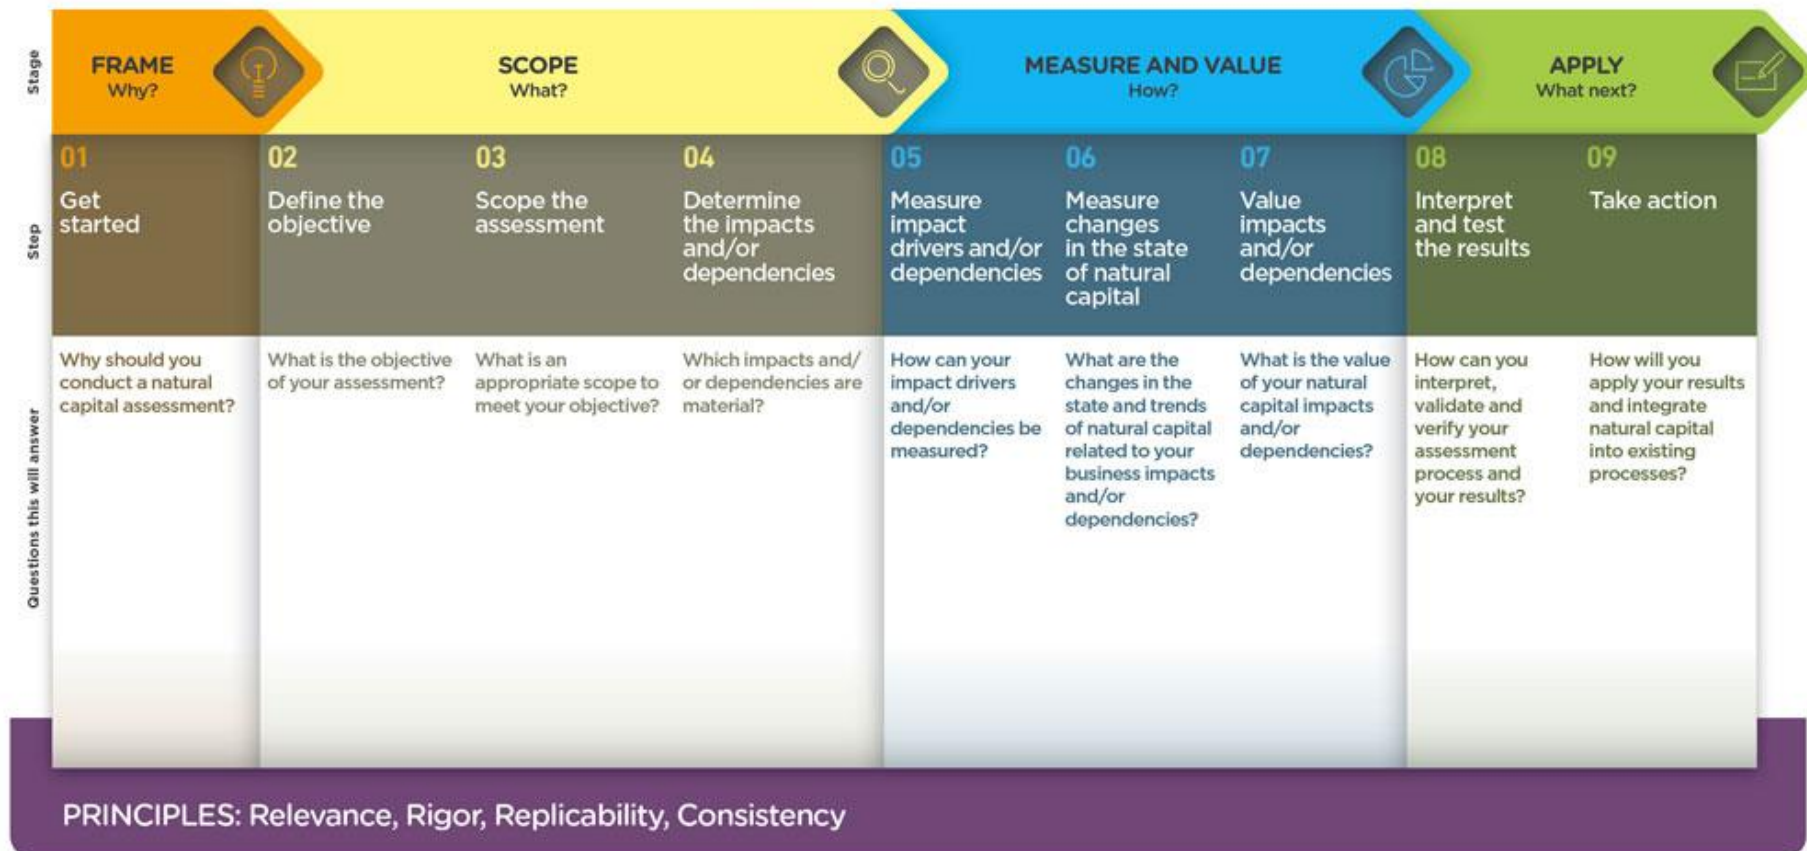 Stage
FRAME
Why?
SCOPE
What?
MEASURE AND VALUE
How?
APPLY
What next?
Step
01
Get
started
02
Define the
objective
03
Scope the
assessment
04
Determine
the impacts
and/or
dependencies
05
Measure
impact
drivers and/or
dependencies
06
Measure
changes
in the state
of natural
capital
07
Value
impacts
and/or
dependencies
08
Interpret
and test
the results
09
Take action
Questions this will answer
Why should you
conduct a natural
capital assessment?
What is the objective
of your assessment?
What is an
appropriate scope to
meet your objective?
Which impacts and/
or dependencies are
material?
How can your
impact drivers
and/or
dependencies be
measured?
What are the
changes in the
state and trends
of natural capital
related to your
business impacts
and/or
dependencies?
What is the value
of your natural
capital impacts
and/or
dependencies?
How can you
interpret,
validate and
verify your
assessment
process and
your results?
How will you
apply your results
and integrate
natural capital
into existing
processes?
PRINCIPLES: Relevance, Rigor, Replicability, Consistency